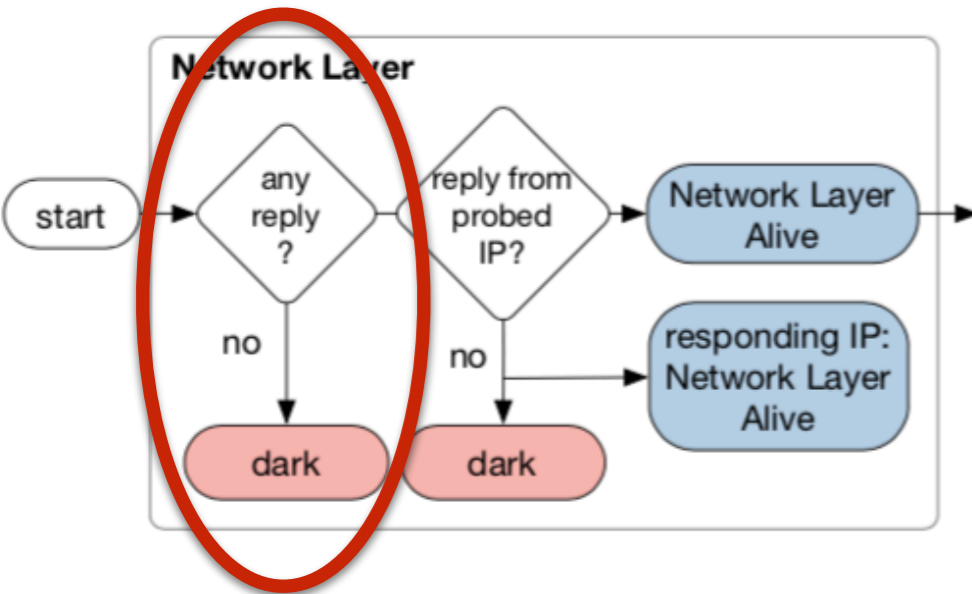 Network Layer
start
any
reply
?
no
dark
reply from
probed
IP?
no
dark
Network Layer
Alive
responding IP:
Network Layer
Alive